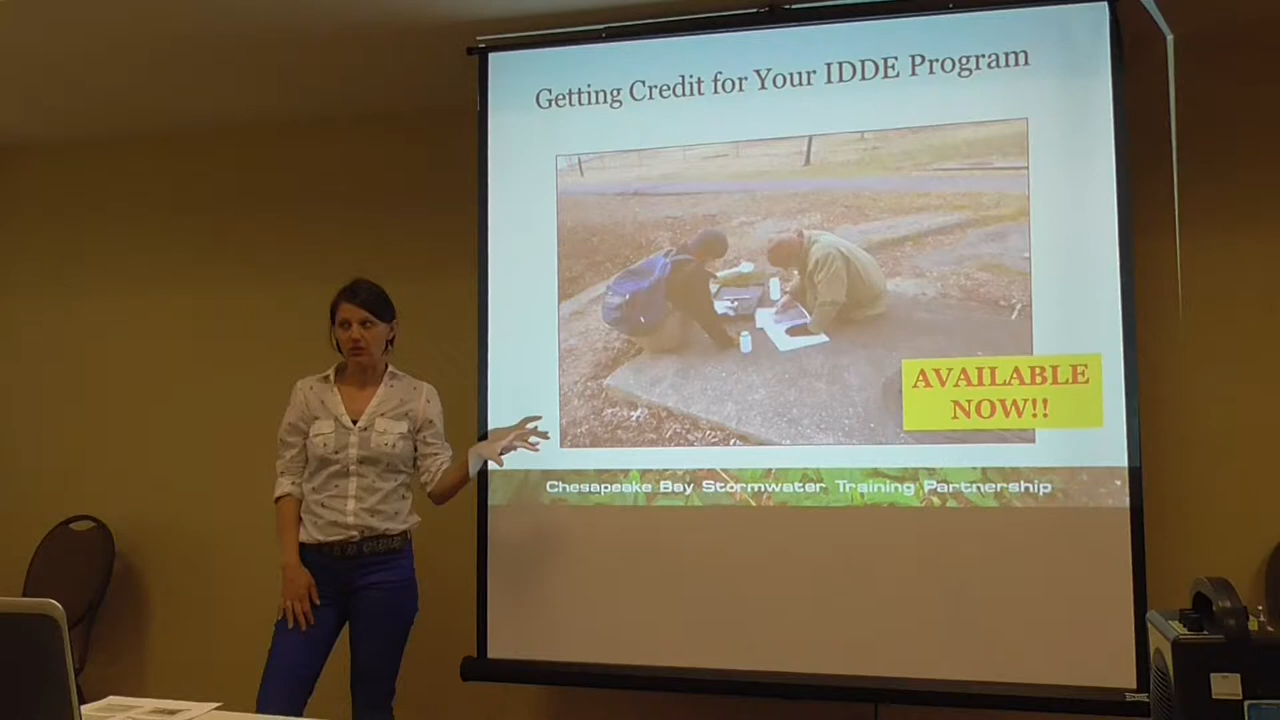 Getting Credit for Your IDDE Program
AVAILABLE
NOW!!
Chesapeake Bay Stormwater Training Partnership